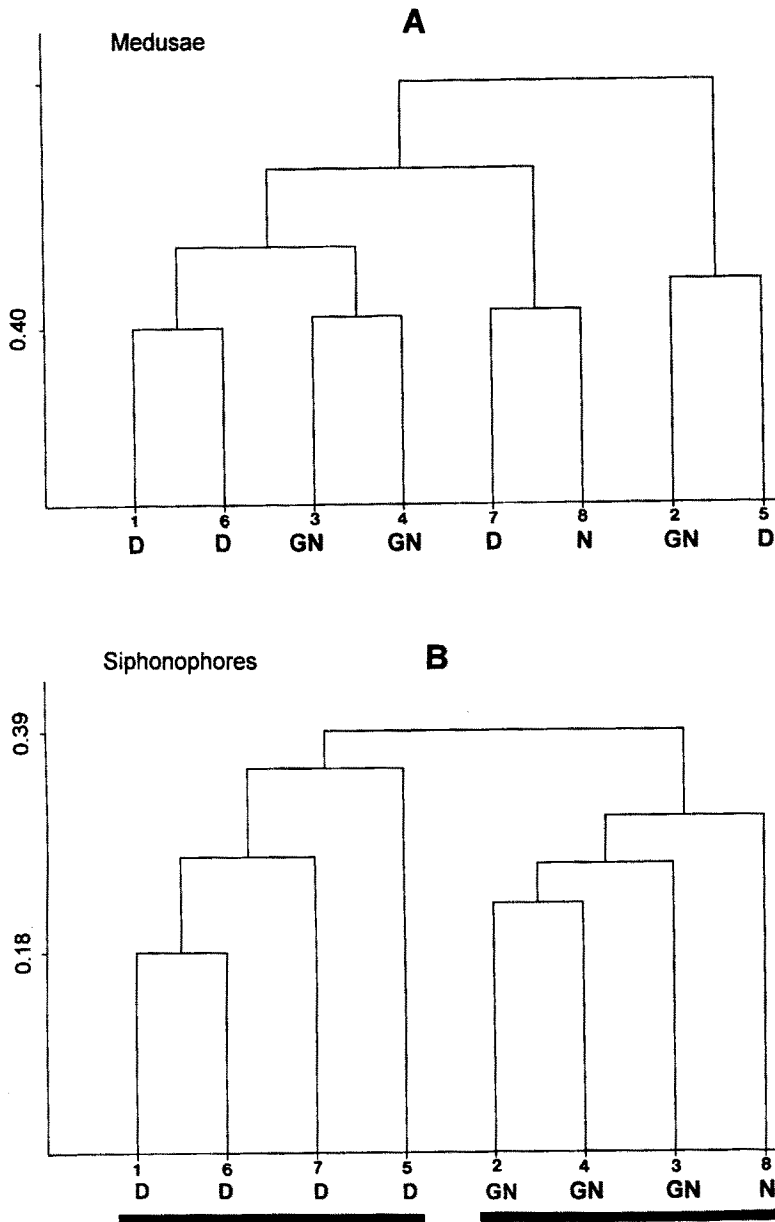 A
Medusae
0.40
1 6 3 4 7 8 2 5
D D GN GN D N GN D
Siphonophores B
0.39
0.18
1 6 7 5 2 4 3 8
D D D D GN GN GN N